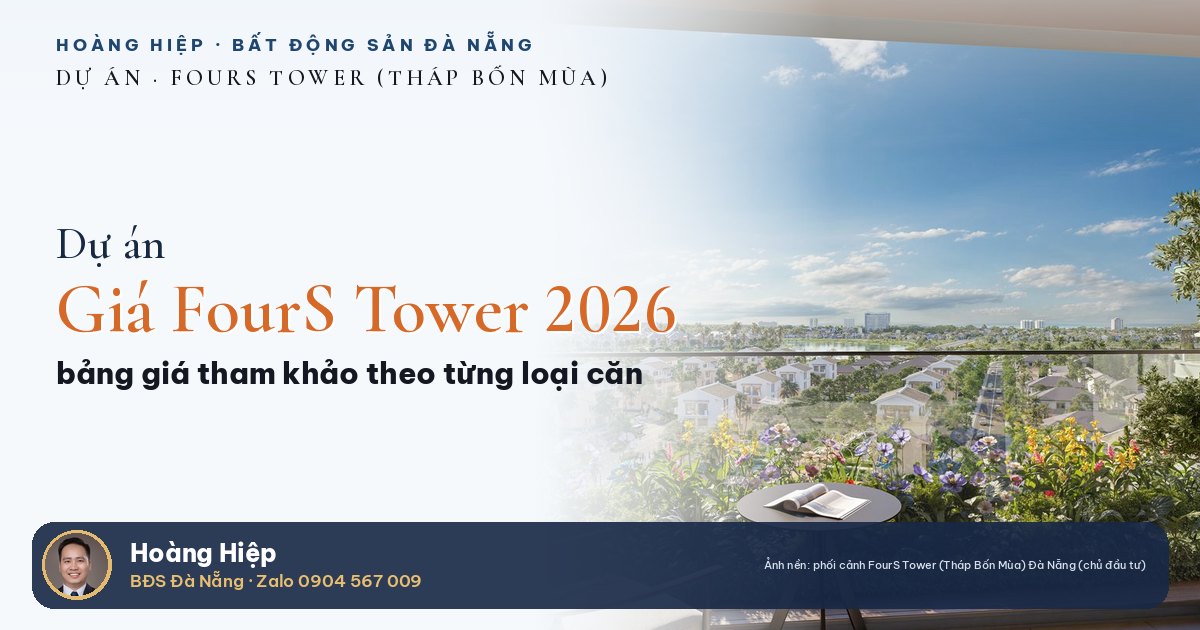 HOÀNG HIỆP · BẤT ĐỘNG SẢN ĐÀ NẴNG
DỰ ÁN · FOURS TOWER (THÁP BỐN MÙA)
Dự án
Giá FourS Tower 2026
bảng giá tham khảo theo từng loại căn
Hoàng Hiệp
BĐS Đà Nẵng · Zalo 0904 567 009
Ảnh nền: phối cảnh FourS Tower (Tháp Bốn Mùa) Đà Nẵng (chủ đầu tư)